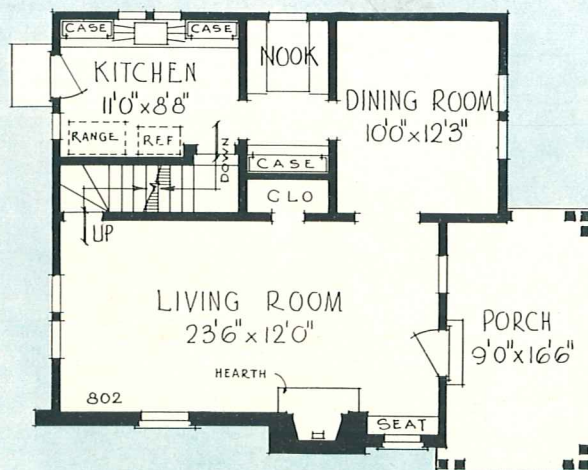 CASE
CASE
NOOK
KITCHEN
11'0"x8'8"
DINING ROOM
10'0"x12'3"
RANGE
REF
DOWN
CASE
CLO
UP
LIVING ROOM
23'6"x12'0"
PORCH
9'0"x16'6"
HEARTH
802
SEAT